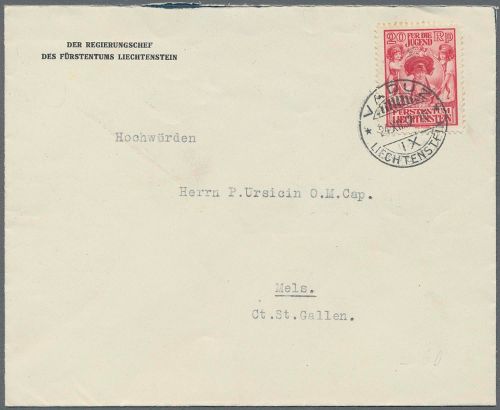 DER REGIERUNGSCHEF
DES FÜRSTENTUMS LIECHTENSTEIN
20 FÜR DIE JUGEND RP
FÜRSTENTUM
LIECHTENSTEIN
VADUZ
IX
LIECHTENSTEIN
Hochwürden
Herrn P.Ursicin O.M.Cap.
Mels.
Ct.St.Gallen.